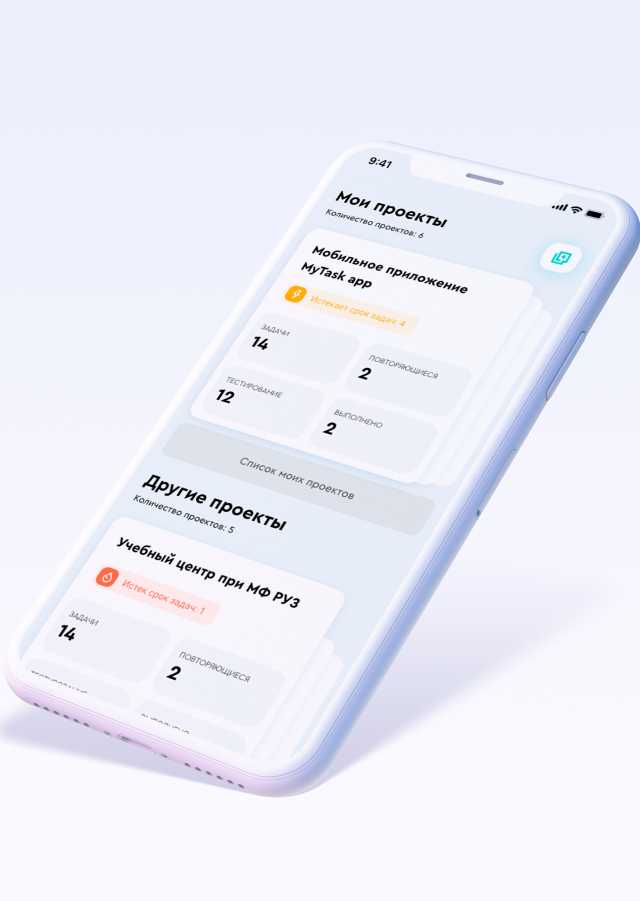 9:41
Мои проекты
Количество проектов: 6
Мобильное приложение
MyTask app
Истекает срок задач: 4
ЗАДАЧИ
14
ПОВТОРЯЮЩИЕСЯ
2
ТЕСТИРОВАНИЕ
12
ВЫПОЛНЕНО
2
Список моих проектов
Другие проекты
Количество проектов: 5
Учебный центр при МФ РУЗ
Истек срок задач: 1
ЗАДАЧИ
14
ПОВТОРЯЮЩИЕСЯ
2